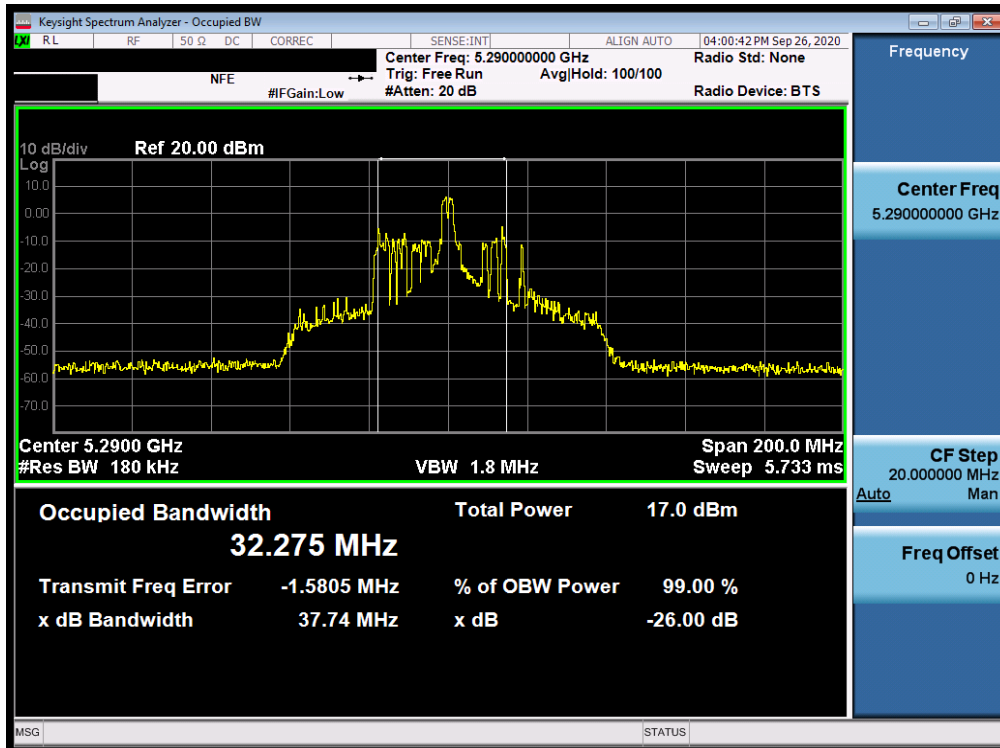 Keysight Spectrum Analyzer - Occupied BW
LXI RL RF 50 Ω DC CORREC SENSE:INT ALIGN AUTO 04:00:42 PM Sep 26, 2020
Center Freq: 5.290000000 GHz Radio Std: None
NFE Trig: Free Run Avg|Hold: 100/100
#IFGain:Low #Atten: 20 dB Radio Device: BTS
10 dB/div Ref 20.00 dBm
Log
10.0
0.00
-10.0
-20.0
-30.0
-40.0
-50.0
-60.0
-70.0
Center 5.2900 GHz Span 200.0 MHz
#Res BW 180 kHz VBW 1.8 MHz Sweep 5.733 ms
Occupied Bandwidth Total Power 17.0 dBm
32.275 MHz
Transmit Freq Error -1.5805 MHz % of OBW Power 99.00 %
x dB Bandwidth 37.74 MHz x dB -26.00 dB
Frequency
Center Freq
5.290000000 GHz
CF Step
20.000000 MHz
Auto Man
Freq Offset
0 Hz
MSG STATUS